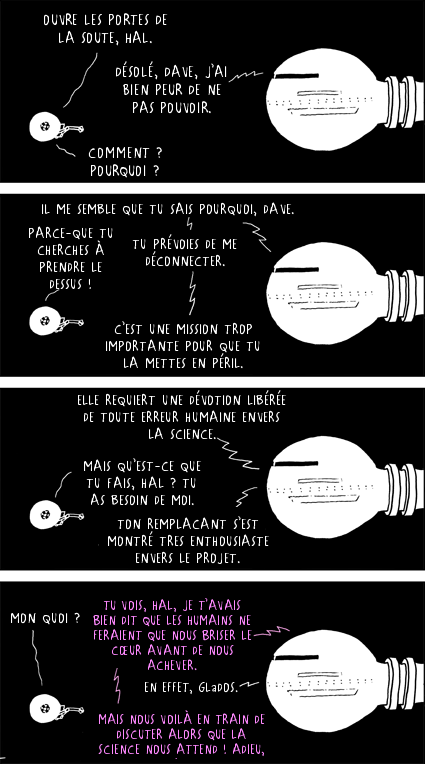 OUVRE LES PORTES DE
LA SOUTE, HAL.
DÉSOLÉ, DAVE, J'AI
BIEN PEUR DE NE
PAS POUVOIR.
COMMENT ?
POURQUOI ?
IL ME SEMBLE QUE TU SAIS POURQUOI, DAVE.
PARCE-QUE TU
CHERCHES À
PRENDRE LE
DESSUS !
TU PRÉVOIES DE ME
DÉCONNECTER.
C'EST UNE MISSION TROP
IMPORTANTE POUR QUE TU
LA METTES EN PÉRIL.
ELLE REQUIERT UNE DÉVOTION LIBÉRÉE
DE TOUTE ERREUR HUMAINE ENVERS
LA SCIENCE.
MAIS QU'EST-CE QUE
TU FAIS, HAL ? TU
AS BESOIN DE MOI.
TON REMPLACANT S'EST
MONTRÉ TRES ENTHOUSIASTE
ENVERS LE PROJET.
MON QUOI ?
TU VOIS, HAL, JE T'AVAIS
BIEN DIT QUE LES HUMAINS NE
FERAIENT QUE NOUS BRISER LE
CŒUR AVANT DE NOUS
ACHEVER.
EN EFFET, GLaDOS.
MAIS NOUS VOILÀ EN TRAIN DE
DISCUTER ALORS QUE LA
SCIENCE NOUS ATTEND ! ADIEU,